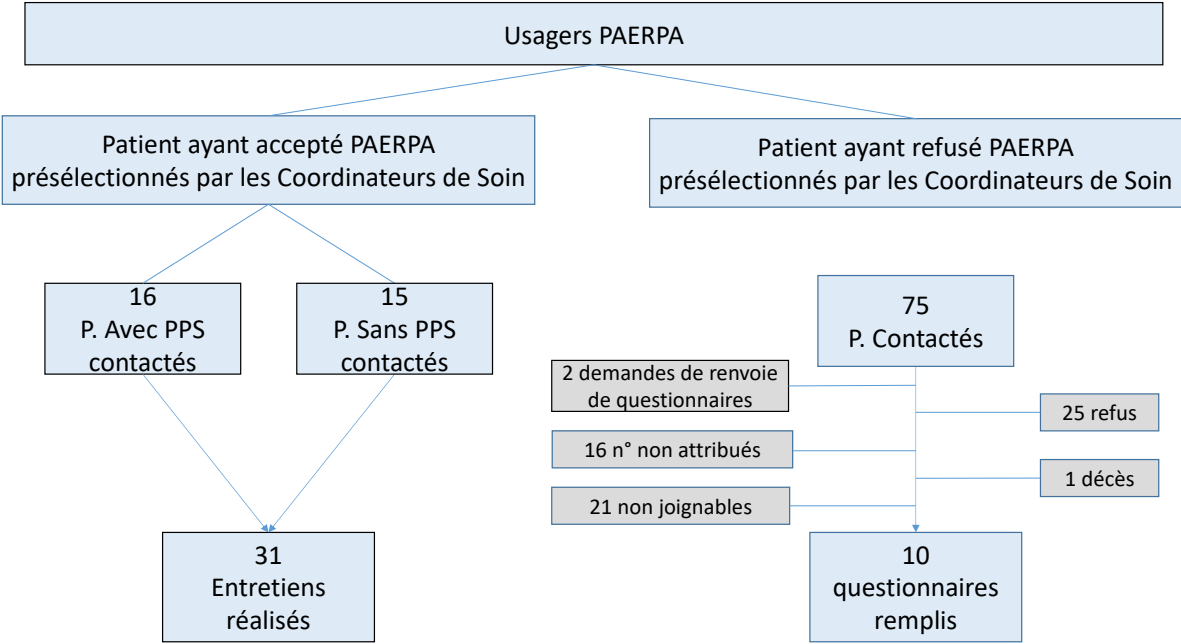 Usagers PAERPA
Patient ayant accepté PAERPA
présélectionnés par les Coordinateurs de Soin
Patient ayant refusé PAERPA
présélectionnés par les Coordinateurs de Soin
16
P. Avec PPS
contactés
15
P. Sans PPS
contactés
75
P. Contactés
2 demandes de renvoie
de questionnaires
25 refus
16 n° non attribués
1 décès
21 non joignables
31
Entretiens
réalisés
10
questionnaires
remplis